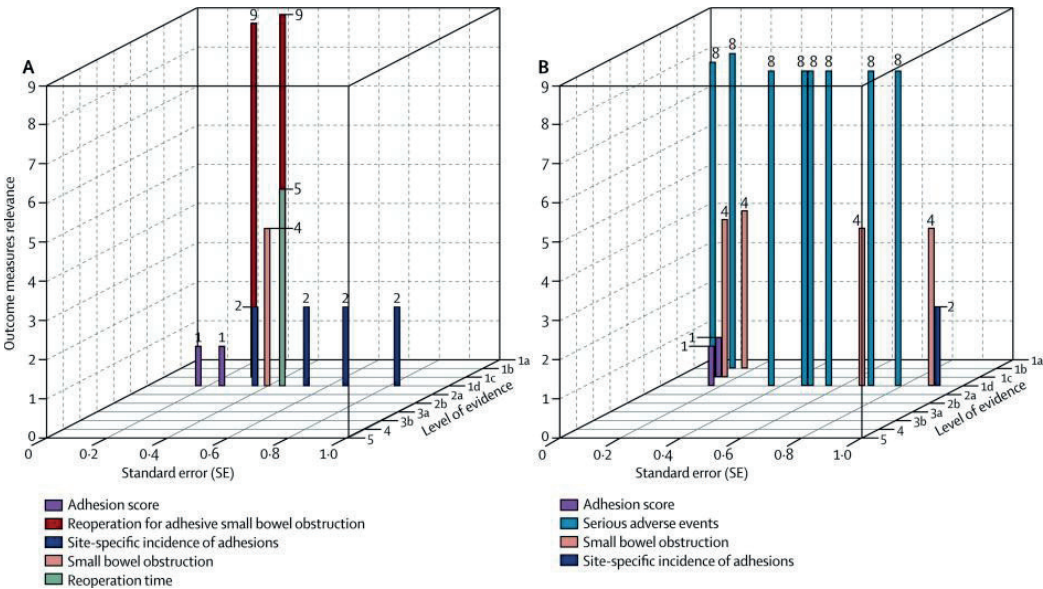 A
9
8
7
6
5
4
3
2
1
0
Outcome measures relevance
9
9
5
4
2
2
2
2
1
1
0
0·2
0·4
0·6
0·8
1·0
Standard error (SE)
5
4
3b
3a
2b
2a
1d
1c
1b
1a
Level of evidence
Adhesion score
Reoperation for adhesive small bowel obstruction
Site-specific incidence of adhesions
Small bowel obstruction
Reoperation time
B
9
8
7
6
5
4
3
2
1
0
8
8
8
8
8
8
8
8
4
4
4
4
2
1
1
0
0·2
0·4
0·6
0·8
1·0
Standard error (SE)
5
4
3b
3a
2b
2a
1d
1c
1b
1a
Level of evidence
Adhesion score
Serious adverse events
Small bowel obstruction
Site-specific incidence of adhesions